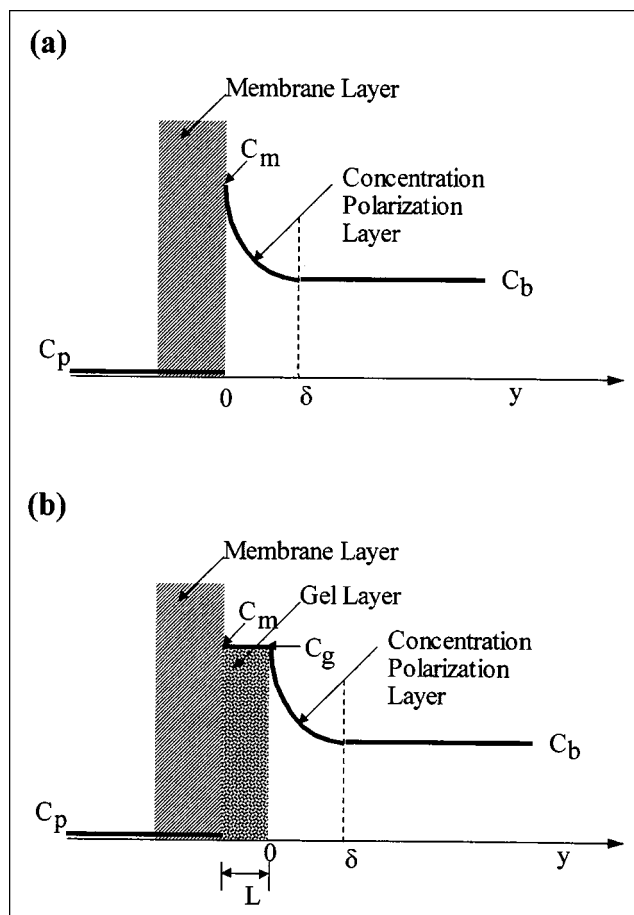 (a)
Membrane Layer
C_m
Concentration
Polarization
Layer
C_b
C_p
0
δ
y
(b)
Membrane Layer
Gel Layer
C_m
C_g
Concentration
Polarization
Layer
C_b
C_p
0
δ
y
L